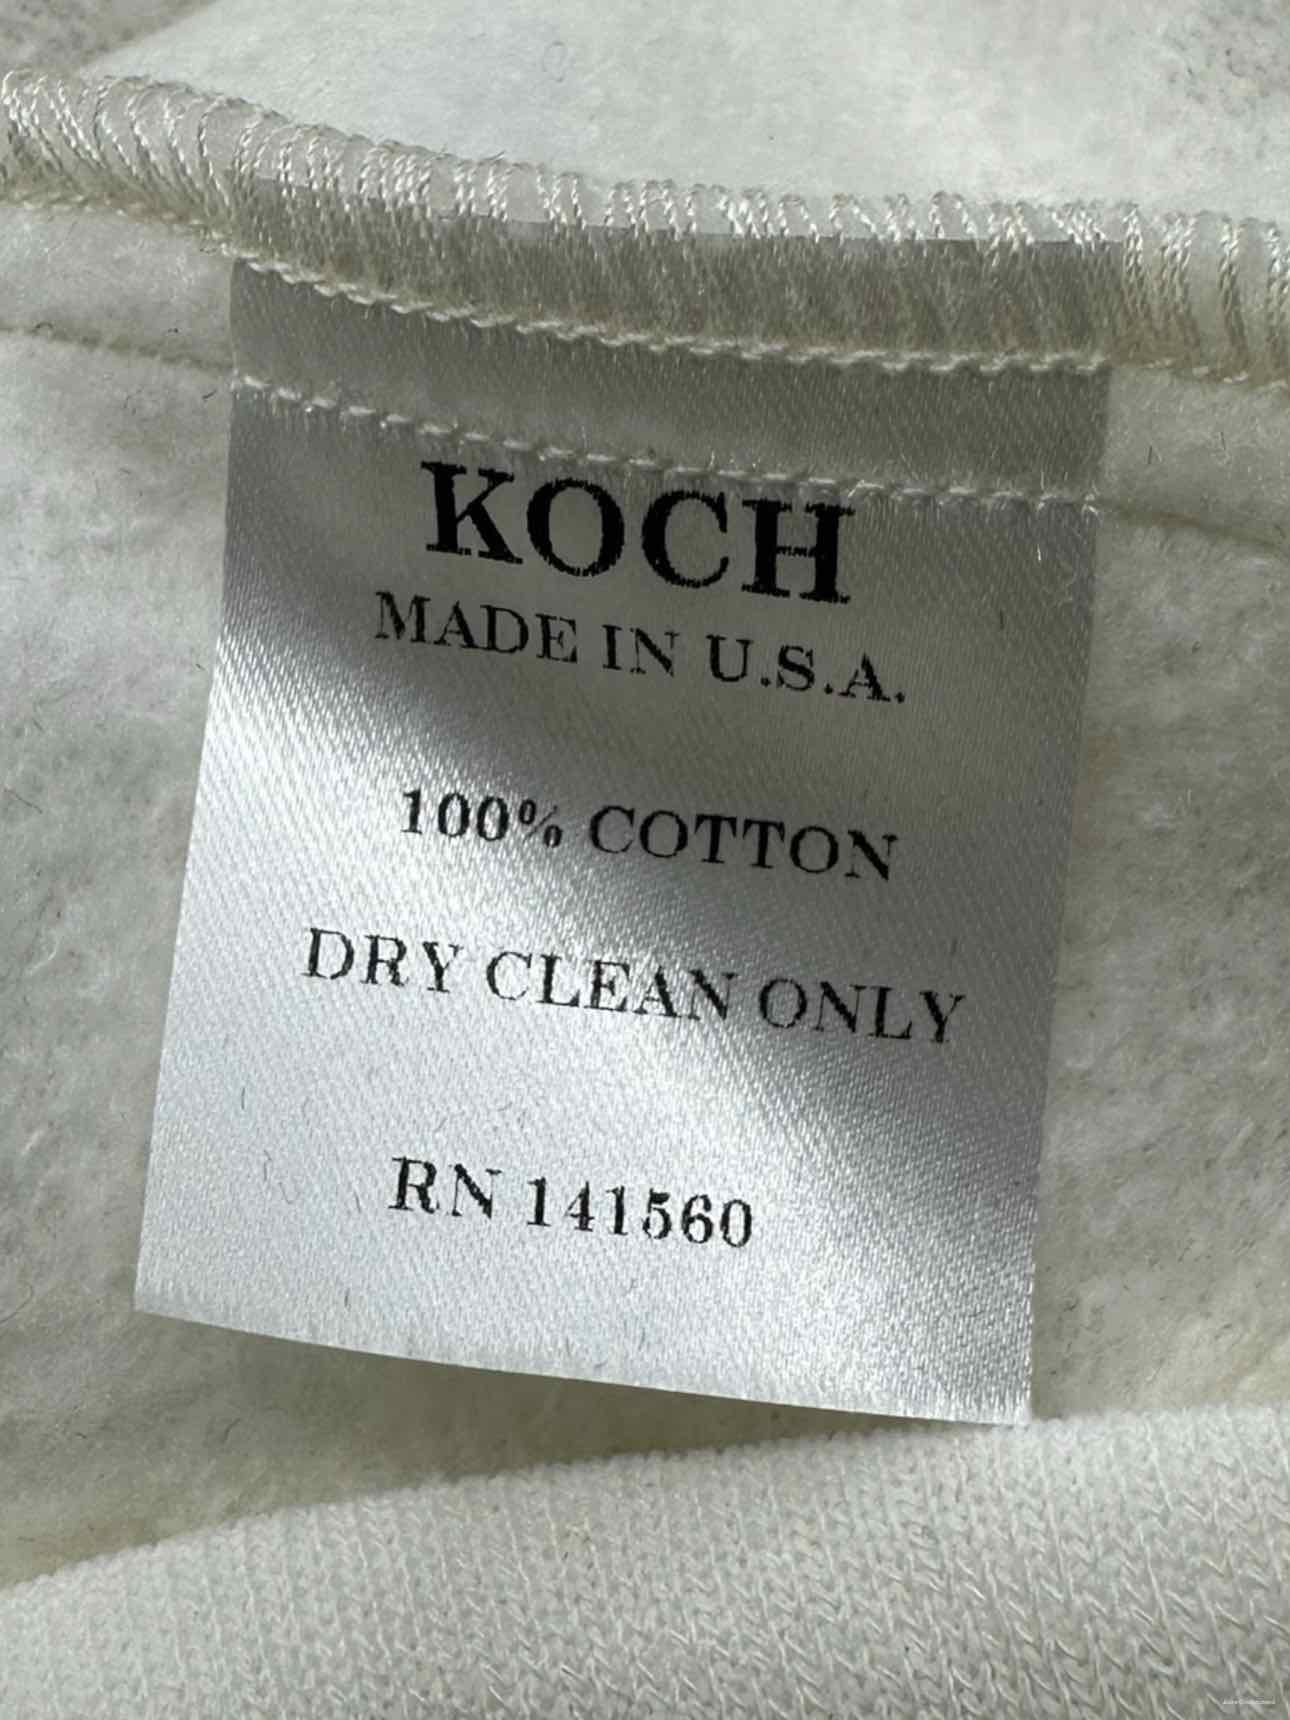 KOCH
MADE IN U.S.A.
100% COTTON
DRY CLEAN ONLY
RN 141560